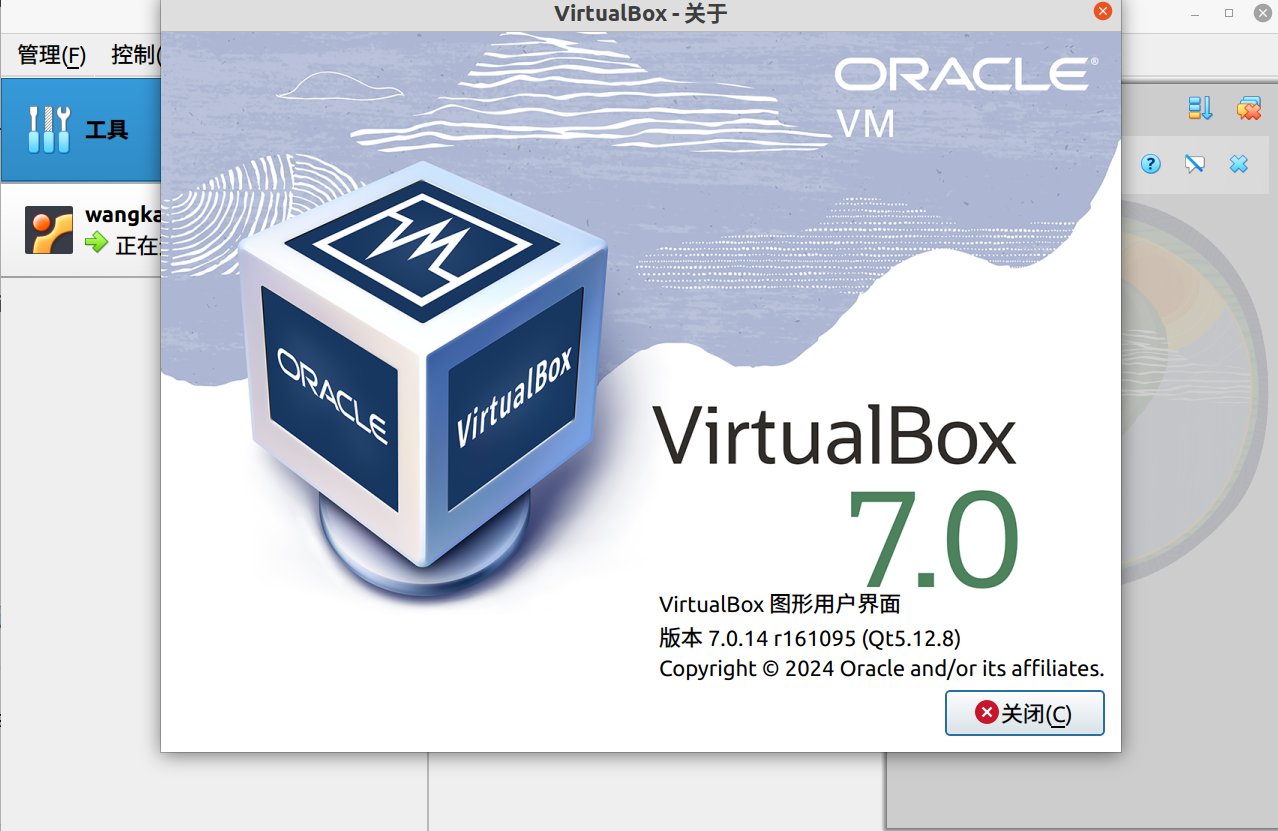 VirtualBox - 关于
管理(F) 控制(
工具
ORACLE®
VM
wangka
正在
ORACLE
VirtualBox
VirtualBox
7.0
VirtualBox 图形用户界面
版本 7.0.14 r161095 (Qt5.12.8)
Copyright © 2024 Oracle and/or its affiliates.
关闭(C)